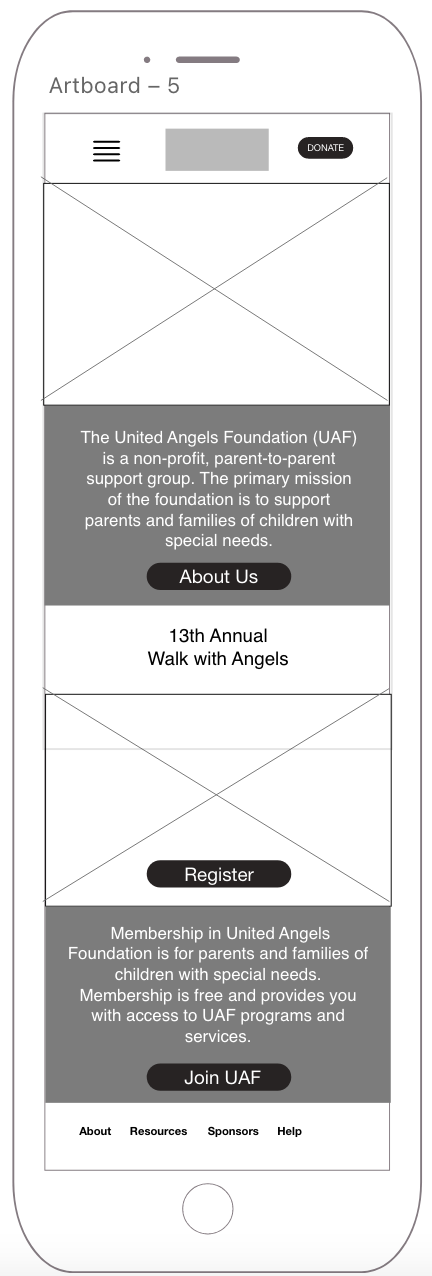 Artboard – 5
DONATE
The United Angels Foundation (UAF)
is a non-profit, parent-to-parent
support group. The primary mission
of the foundation is to support
parents and families of children with
special needs.
About Us
13th Annual
Walk with Angels
Register
Membership in United Angels
Foundation is for parents and families of
children with special needs.
Membership is free and provides you
with access to UAF programs and
services.
Join UAF
About Resources Sponsors Help